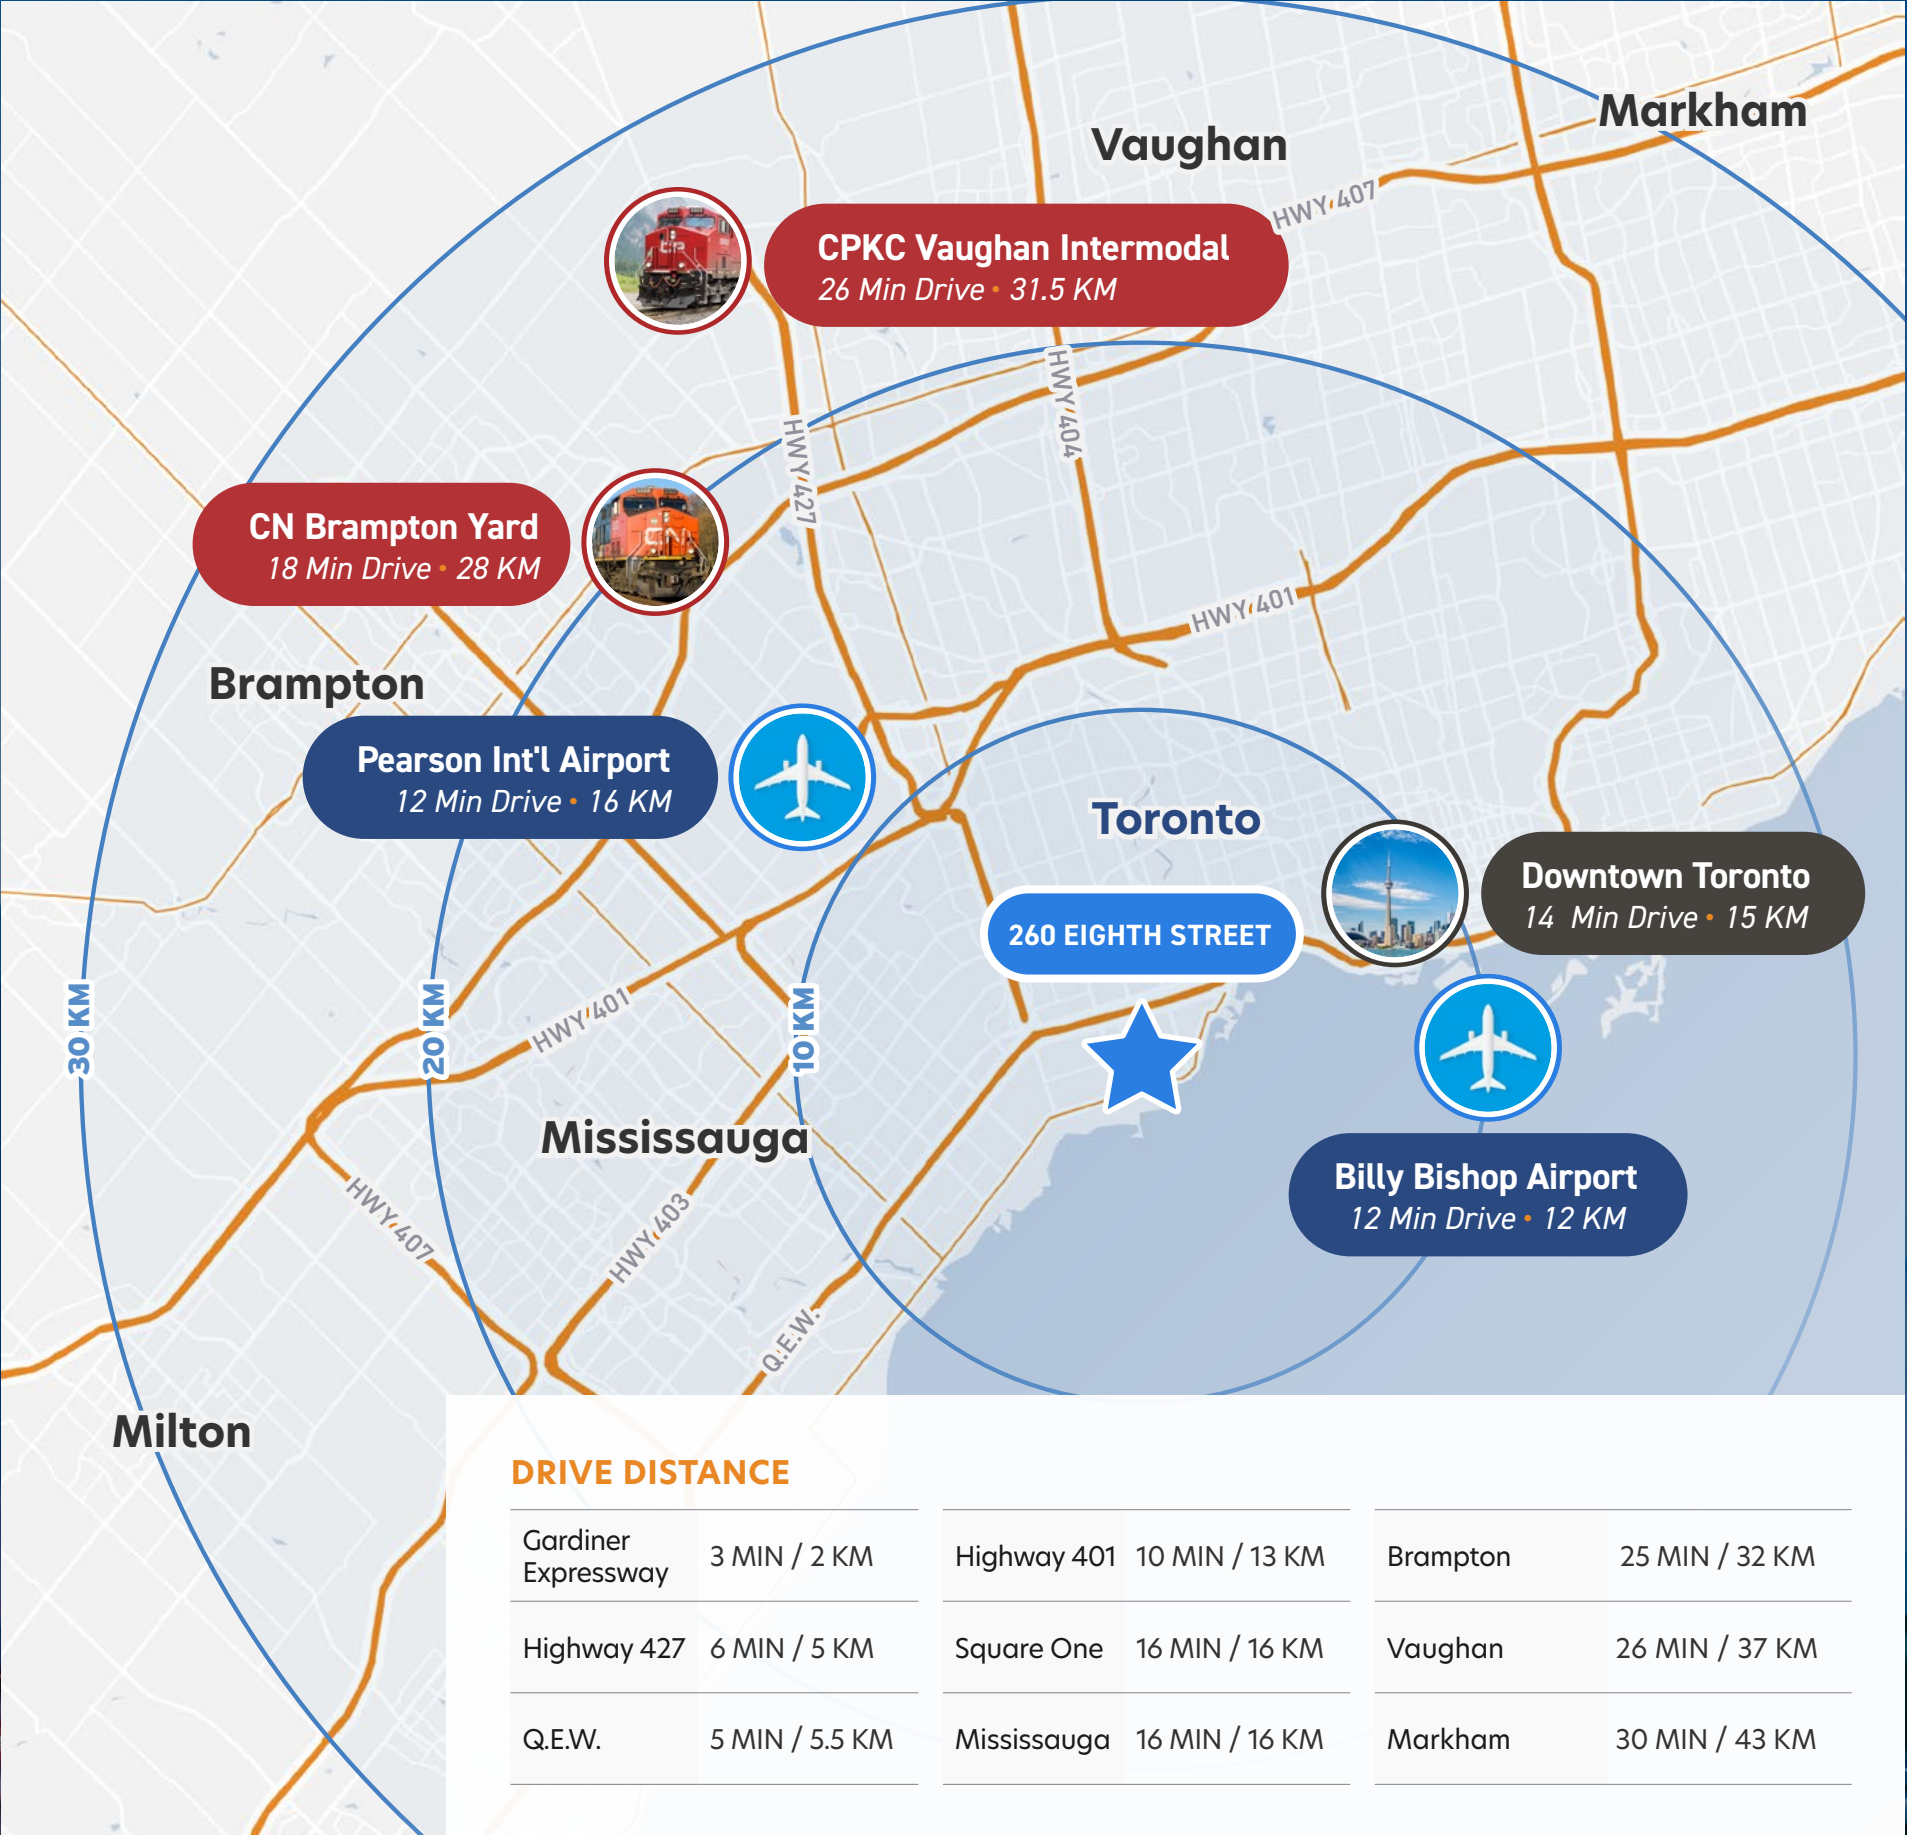 Markham
Vaughan
HWY 407
CPKC Vaughan Intermodal
26 Min Drive • 31.5 KM
CP
HWY 404
HWY 427
CN Brampton Yard
18 Min Drive • 28 KM
CN
HWY 401
Brampton
Pearson Int'l Airport
12 Min Drive • 16 KM
Toronto
Downtown Toronto
14 Min Drive • 15 KM
260 EIGHTH STREET
30 KM
20 KM
10 KM
HWY 401
Mississauga
Billy Bishop Airport
12 Min Drive • 12 KM
HWY 407
HWY 403
Q.E.W.
Milton
DRIVE DISTANCE
Gardiner
Expressway
3 MIN / 2 KM
Highway 427 6 MIN / 5 KM
Q.E.W. 5 MIN / 5.5 KM
Highway 401 10 MIN / 13 KM
Square One 16 MIN / 16 KM
Mississauga 16 MIN / 16 KM
Brampton 25 MIN / 32 KM
Vaughan 26 MIN / 37 KM
Markham 30 MIN / 43 KM